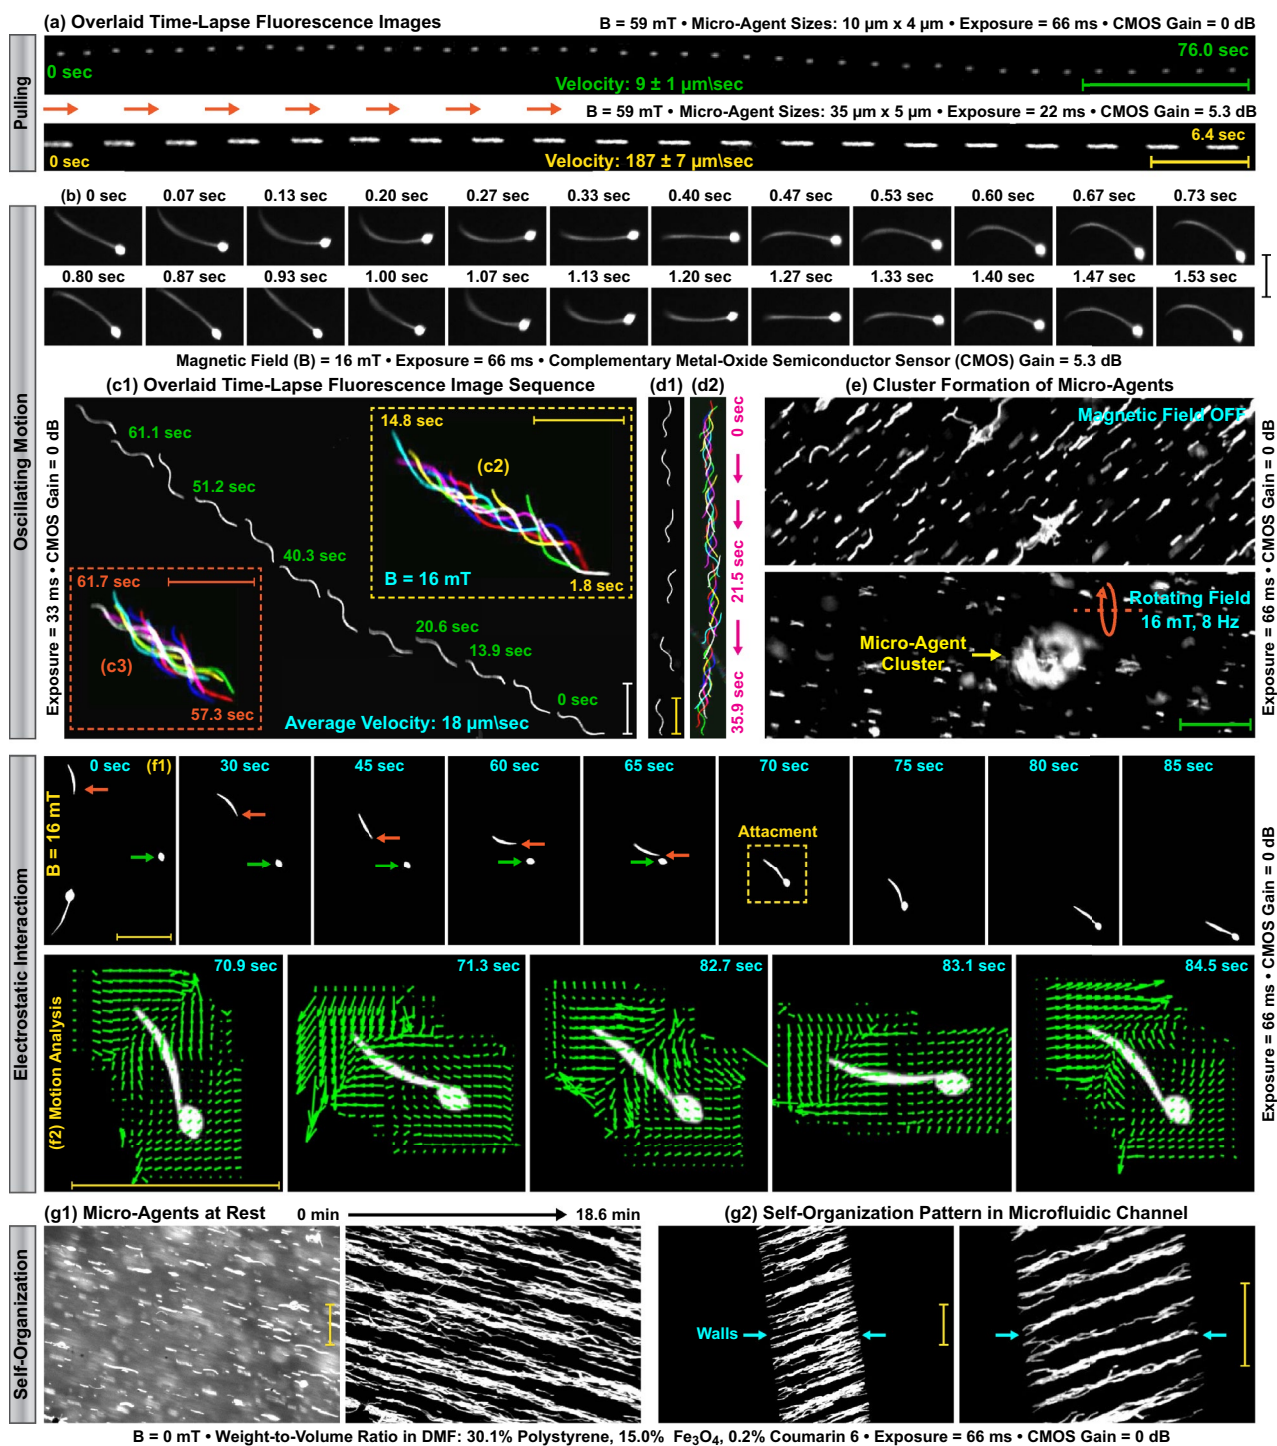 (a) Overlaid Time-Lapse Fluorescence Images
B = 59 mT • Micro-Agent Sizes: 10 µm x 4 µm • Exposure = 66 ms • CMOS Gain = 0 dB
Pulling
0 sec
76.0 sec
Velocity: 9 ± 1 µm\sec
B = 59 mT • Micro-Agent Sizes: 35 µm x 5 µm • Exposure = 22 ms • CMOS Gain = 5.3 dB
0 sec
6.4 sec
Velocity: 187 ± 7 µm\sec
Oscillating Motion
(b) 0 sec 0.07 sec 0.13 sec 0.20 sec 0.27 sec 0.33 sec 0.40 sec 0.47 sec 0.53 sec 0.60 sec 0.67 sec 0.73 sec
0.80 sec 0.87 sec 0.93 sec 1.00 sec 1.07 sec 1.13 sec 1.20 sec 1.27 sec 1.33 sec 1.40 sec 1.47 sec 1.53 sec
Magnetic Field (B) = 16 mT • Exposure = 66 ms • Complementary Metal-Oxide Semiconductor Sensor (CMOS) Gain = 5.3 dB
(c1) Overlaid Time-Lapse Fluorescence Image Sequence
Exposure = 33 ms • CMOS Gain = 0 dB
61.1 sec
51.2 sec
40.3 sec
20.6 sec
13.9 sec
0 sec
14.8 sec
(c2)
B = 16 mT
1.8 sec
61.7 sec
(c3)
57.3 sec
Average Velocity: 18 µm\sec
(d1) (d2)
0 sec
21.5 sec
35.9 sec
(e) Cluster Formation of Micro-Agents
Magnetic Field OFF
Rotating Field
16 mT, 8 Hz
Micro-Agent
Cluster
Exposure = 66 ms • CMOS Gain = 0 dB
Electrostatic Interaction
0 sec (f1) 30 sec 45 sec 60 sec 65 sec 70 sec 75 sec 80 sec 85 sec
B = 16 mT
Attacment
(f2) Motion Analysis
70.9 sec 71.3 sec 82.7 sec 83.1 sec 84.5 sec
Exposure = 66 ms • CMOS Gain = 0 dB
Self-Organization
(g1) Micro-Agents at Rest
0 min 18.6 min
(g2) Self-Organization Pattern in Microfluidic Channel
Walls
B = 0 mT • Weight-to-Volume Ratio in DMF: 30.1% Polystyrene, 15.0% Fe₃O₄, 0.2% Coumarin 6 • Exposure = 66 ms • CMOS Gain = 0 dB